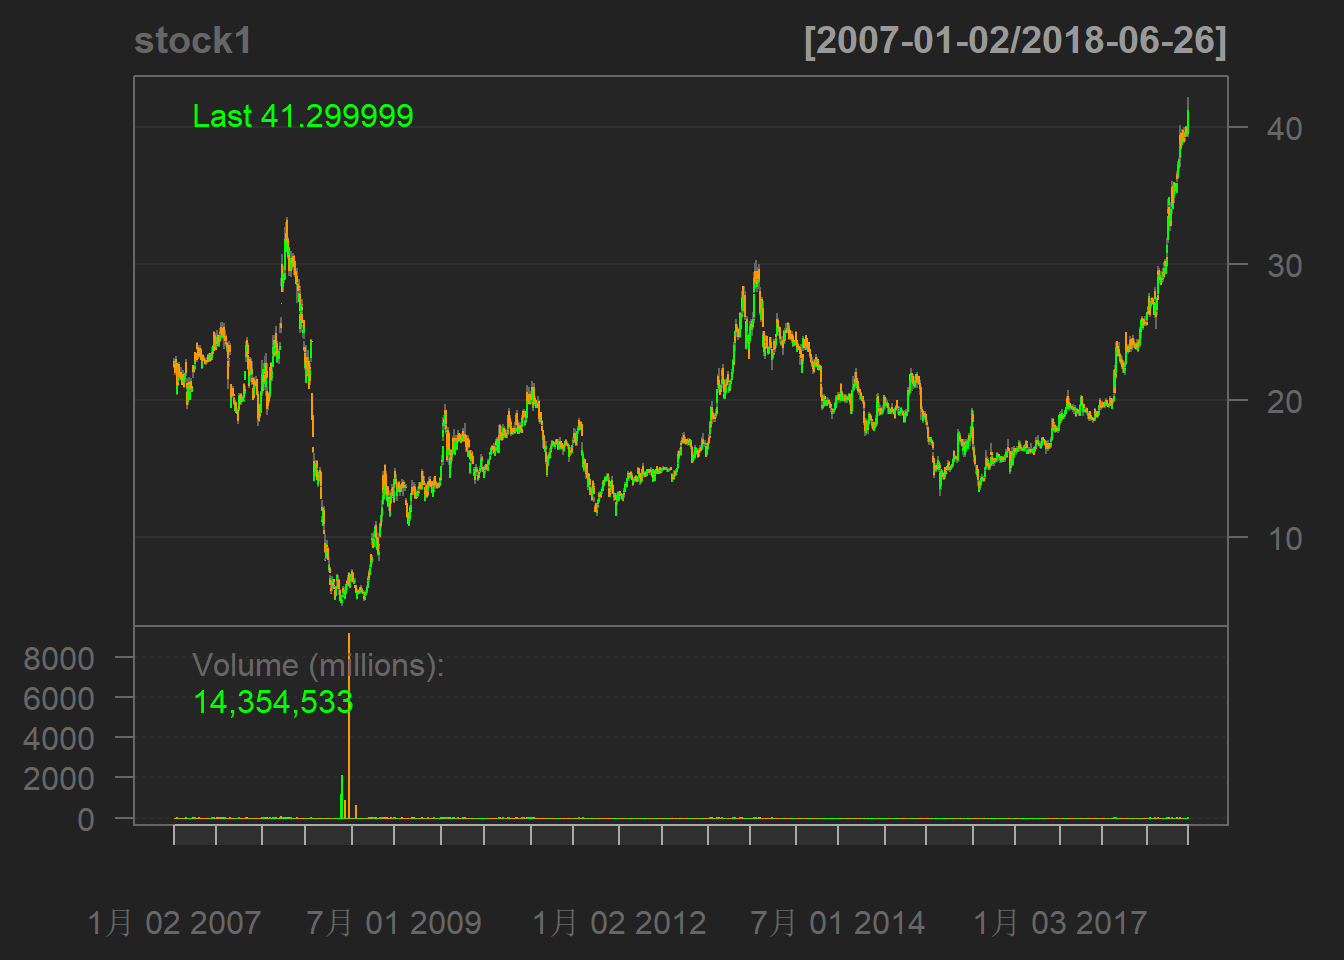 stock1 [2007-01-02/2018-06-26]
Last 41.299999
40
30
20
10
Volume (millions):
14,354,533
8000
6000
4000
2000
0
1月 02 2007 7月 01 2009 1月 02 2012 7月 01 2014 1月 03 2017